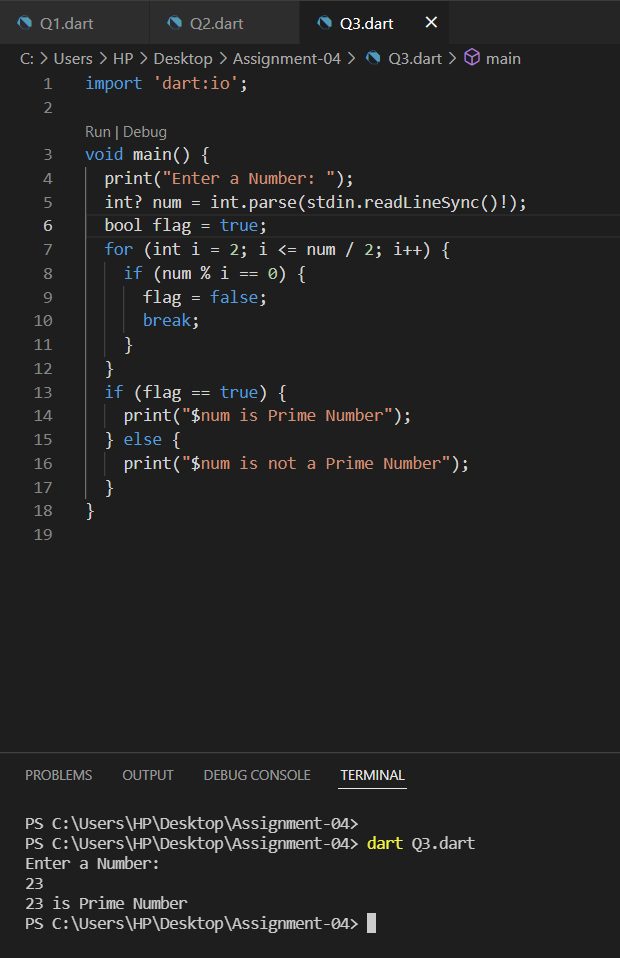 Q1.dart Q2.dart Q3.dart ×
C: > Users > HP > Desktop > Assignment-04 > Q3.dart > main
1 import 'dart:io';
2
Run | Debug
3 void main() {
4   print("Enter a Number: ");
5   int? num = int.parse(stdin.readLineSync()!);
6   bool flag = true;
7   for (int i = 2; i <= num / 2; i++) {
8     if (num % i == 0) {
9       flag = false;
10       break;
11     }
12   }
13   if (flag == true) {
14     print("$num is Prime Number");
15   } else {
16     print("$num is not a Prime Number");
17   }
18 }
19
PROBLEMS OUTPUT DEBUG CONSOLE TERMINAL
PS C:\Users\HP\Desktop\Assignment-04>
PS C:\Users\HP\Desktop\Assignment-04> dart Q3.dart
Enter a Number:
23
23 is Prime Number
PS C:\Users\HP\Desktop\Assignment-04>